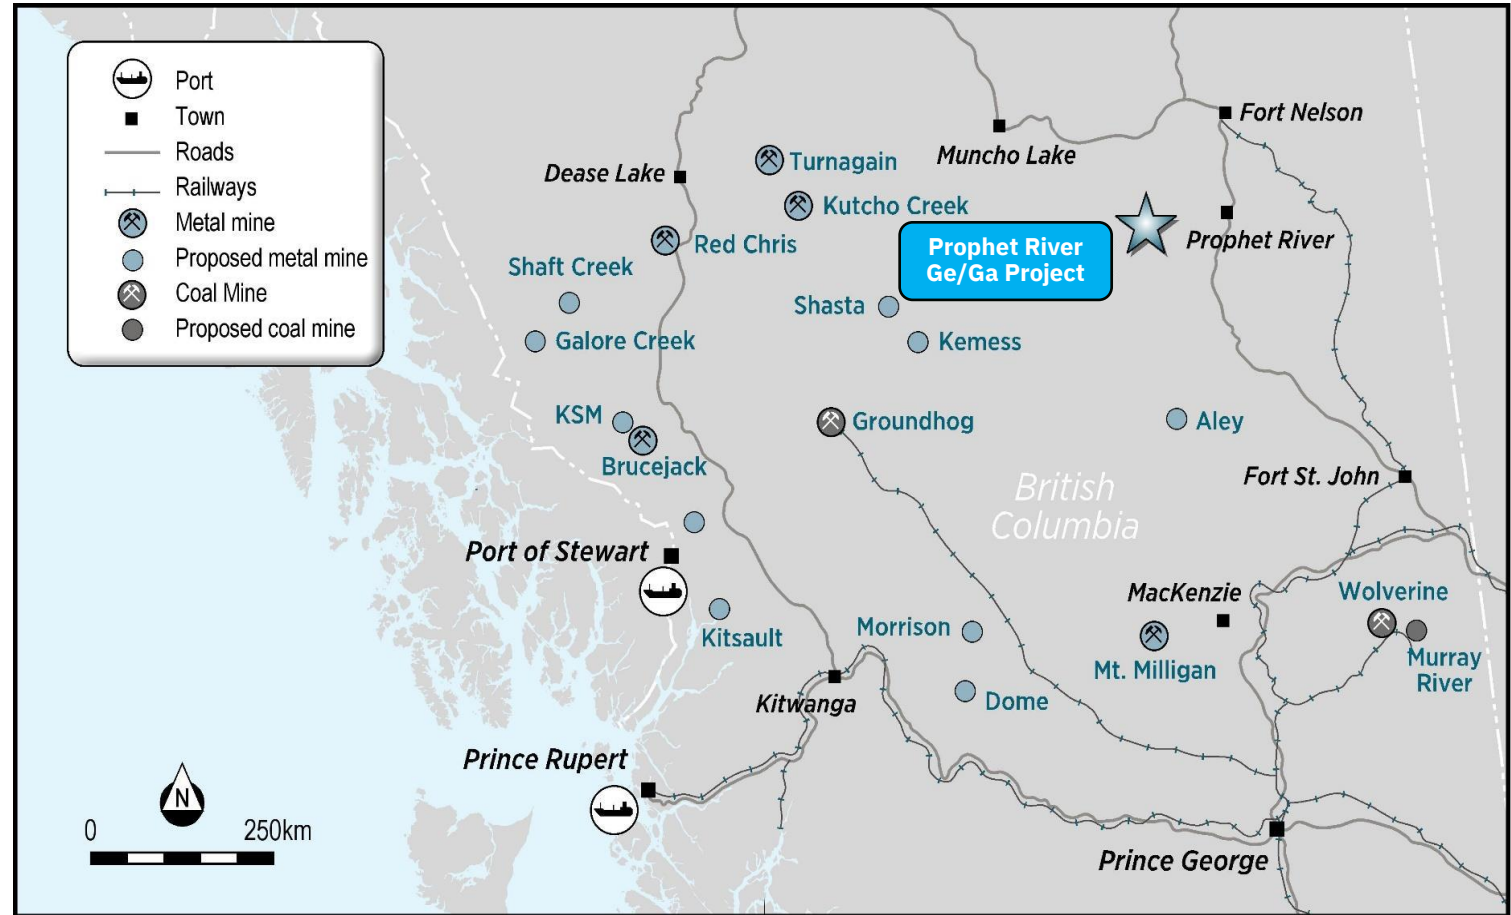 Port
Town
Roads
Railways
Metal mine
Proposed metal mine
Coal Mine
Proposed coal mine
Fort Nelson
Muncho Lake
Turnagain
Dease Lake
Kutcho Creek
Prophet River
Red Chris
Prophet River
Ge/Ga Project
Shaft Creek
Shasta
Galore Creek
Kemess
KSM
Groundhog
Aley
Brucejack
Fort St. John
British
Columbia
Port of Stewart
MacKenzie
Wolverine
Kitsault
Morrison
Mt. Milligan
Murray
River
Kitwanga
Dome
Prince Rupert
N
0
250km
Prince George